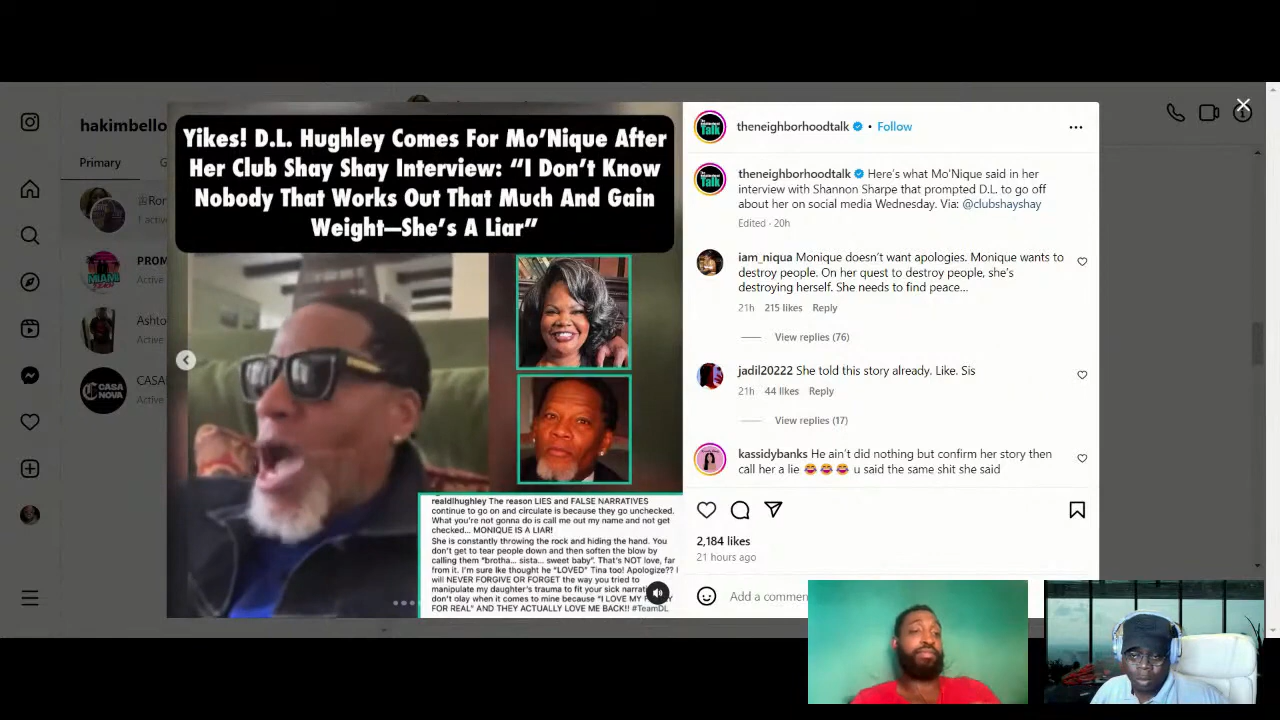 hakimbello
Primary
G
Ror
PROM
Ashto
Active
CASA
NOVA
CASA
Active
Yikes! D.L. Hughley Comes For Mo'Nique After
Her Club Shay Shay Interview: “I Don't Know
Nobody That Works Out That Much And Gain
Weight—She's A Liar”
realdlhughley The reason LIES and FALSE NARRATIVES
continue to go on and circulate is because they go unchecked.
What you're not gonna do is call me out my name and not get
checked... MONIQUE IS A LIAR!
She is constantly throwing the rock and hiding the hand. You
don't get to tear people down and then soften the blow by
calling them "brotha... sista... sweet baby". That's NOT love, far
from it. I'm sure Ike thought he "LOVED" Tina too! Apologize?? I
will NEVER FORGIVE OR FORGET the way you tried to
manipulate my daughter's trauma to fit your sick narrati
don't olay when it comes to mine because "I LOVE MY
FOR REAL" AND THEY ACTUALLY LOVE ME BACK!! #TeamDL
theneighborhoodtalk • Follow
theneighborhoodtalk Here's what Mo'Nique said in her
interview with Shannon Sharpe that prompted D.L. to go off
about her on social media Wednesday. Via: @clubshayshay
Edited · 20h
iam_niqua Monique doesn't want apologies. Monique wants to
destroy people. On her quest to destroy people, she's
destroying herself. She needs to find peace...
21h 215 likes Reply
View replies (76)
jadil20222 She told this story already. Like. Sis
21h 44 likes Reply
View replies (17)
kassidybanks He ain't did nothing but confirm her story then
call her a lie 😂😂😂 u said the same shit she said
2,184 likes
21 hours ago
Add a commen